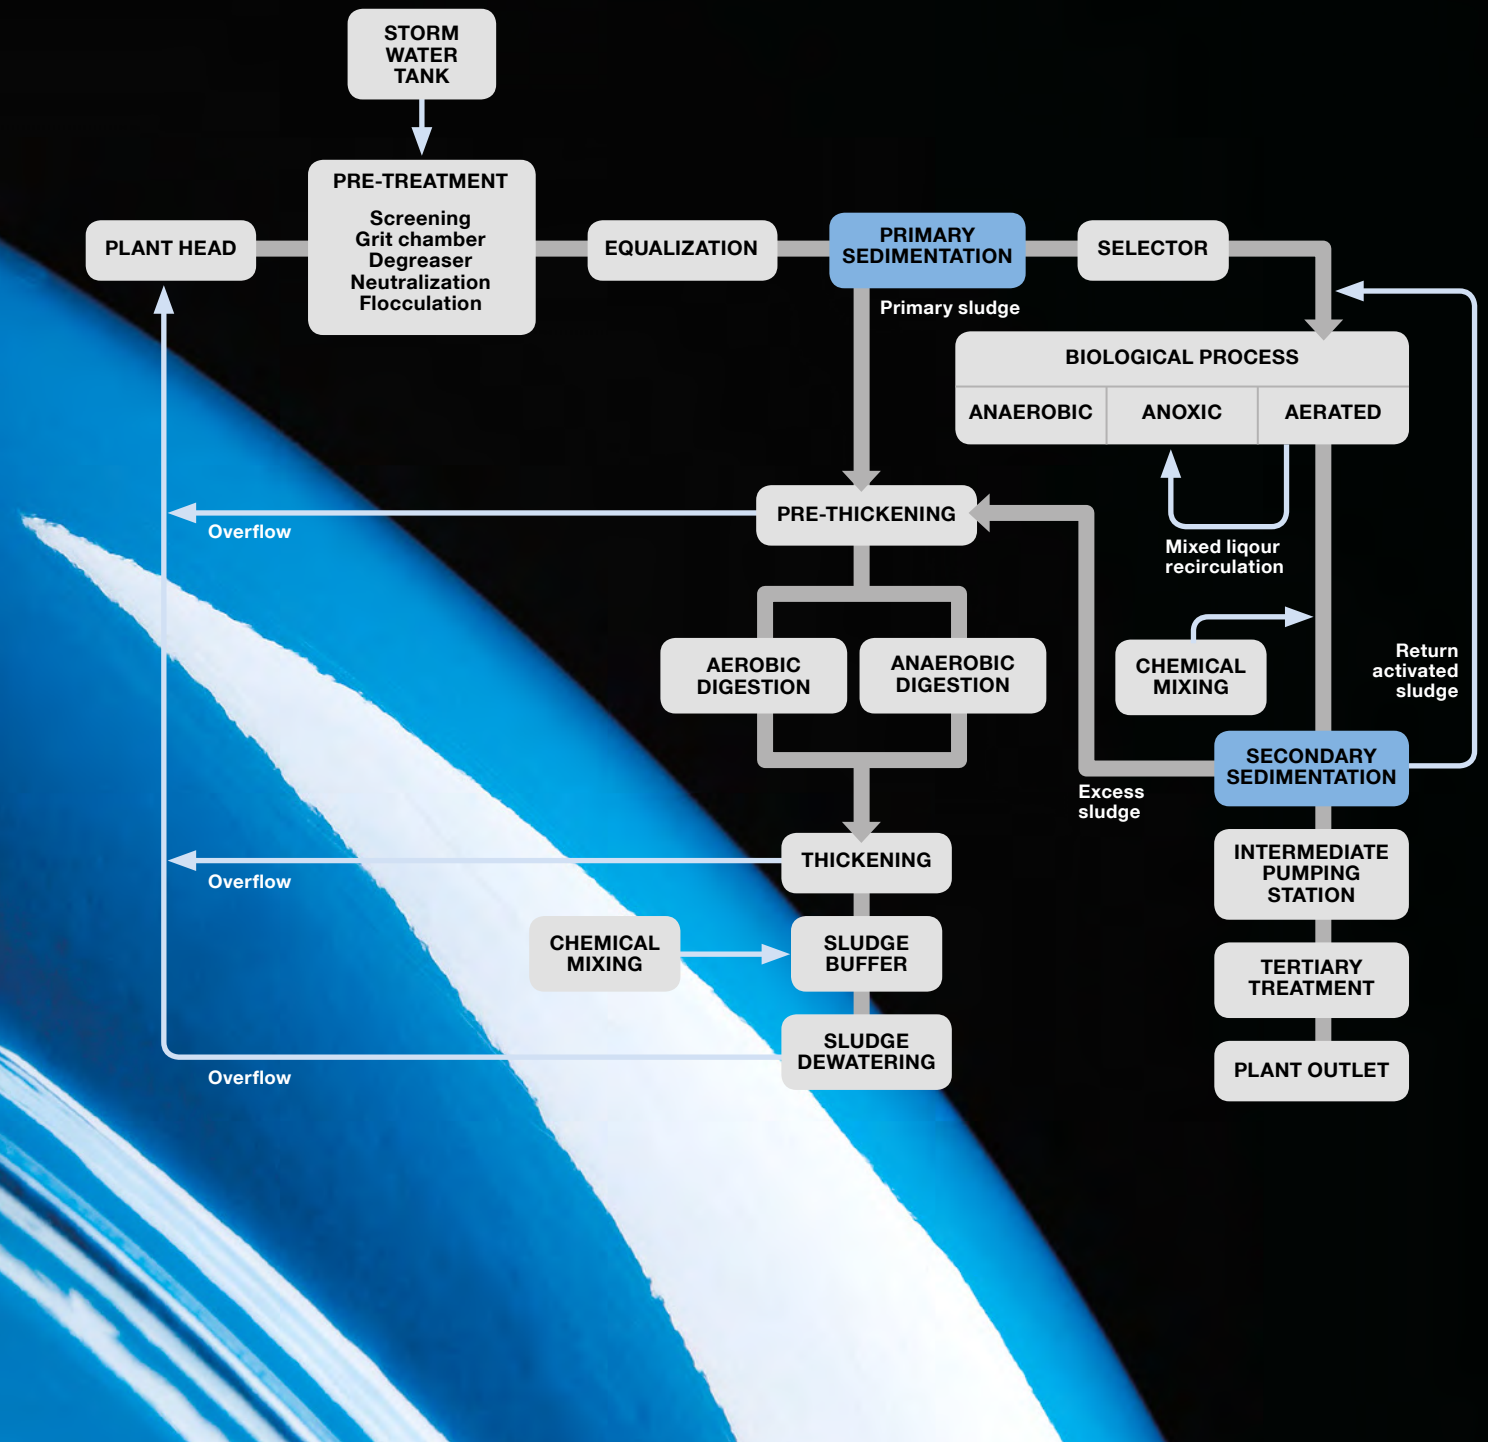 STORM
WATER
TANK
PRE-TREATMENT
Screening
Grit chamber
Degreaser
Neutralization
Flocculation
PLANT HEAD
EQUALIZATION
PRIMARY
SEDIMENTATION
SELECTOR
Primary sludge
BIOLOGICAL PROCESS
ANAEROBIC
ANOXIC
AERATED
PRE-THICKENING
Overflow
Mixed liqour
recirculation
AEROBIC
DIGESTION
ANAEROBIC
DIGESTION
CHEMICAL
MIXING
Return
activated
sludge
SECONDARY
SEDIMENTATION
Excess
sludge
THICKENING
Overflow
INTERMEDIATE
PUMPING
STATION
CHEMICAL
MIXING
SLUDGE
BUFFER
TERTIARY
TREATMENT
SLUDGE
DEWATERING
Overflow
PLANT OUTLET